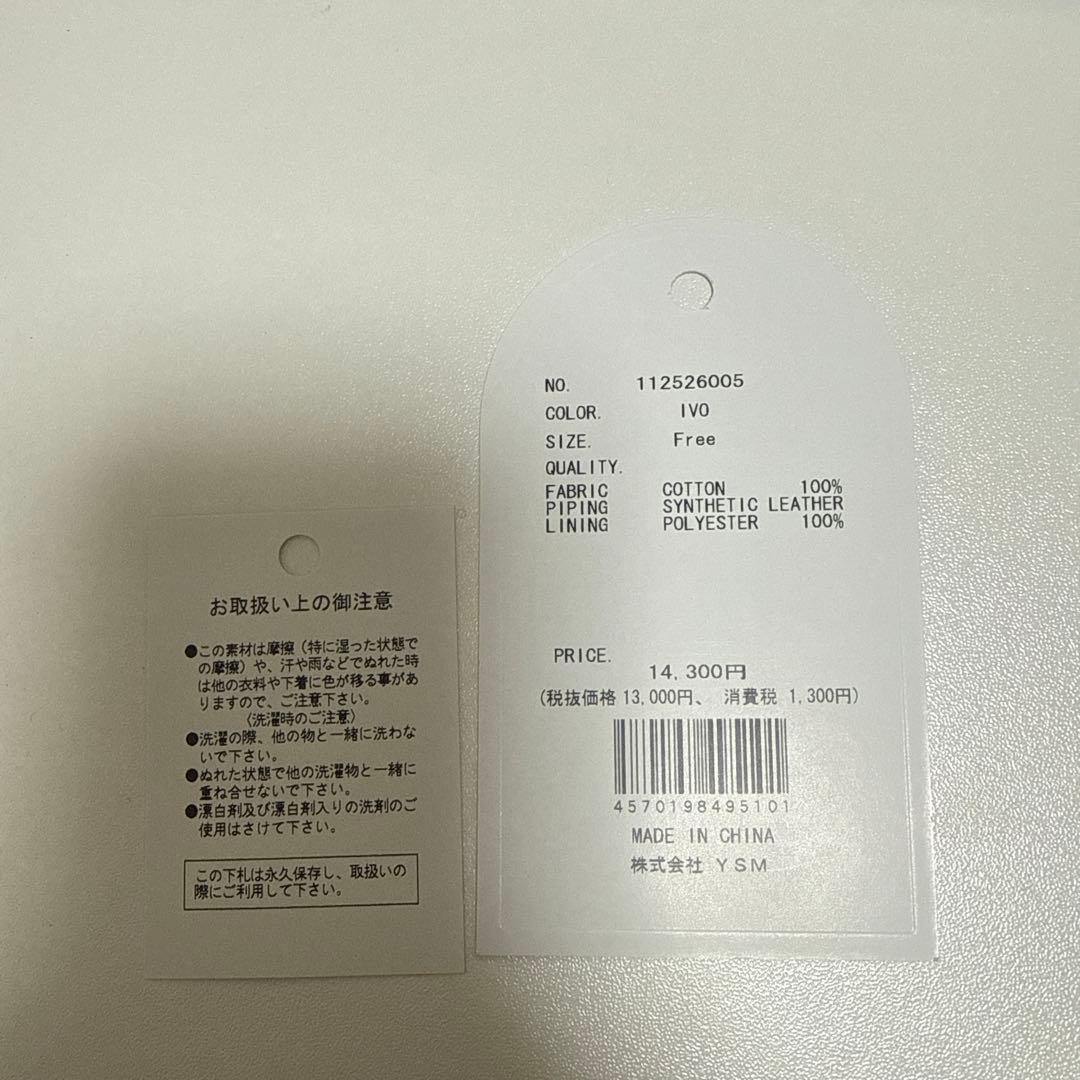 お取扱い上の御注意
●この素材は摩擦（特に湿った状態で
の摩擦）や、汗や雨などでぬれた時
は他の衣料や下着に色が移る事があ
りますので、ご注意下さい。
〈洗濯時のご注意〉
●洗濯の際、他の物と一緒に洗わな
いで下さい。
●ぬれた状態で他の洗濯物と一緒に
重ね合せないで下さい。
●漂白剤及び漂白剤入りの洗剤のご
使用はさけて下さい。
この下札は永久保存し、取扱いの
際にご利用して下さい。
NO. 112526005
COLOR. IVO
SIZE. Free
QUALITY.
FABRIC COTTON 100%
PIPING SYNTHETIC LEATHER
LINING POLYESTER 100%
PRICE.
14,300円
(税抜価格 13,000円、 消費税 1,300円)
4570198495101
MADE IN CHINA
株式会社 YSM